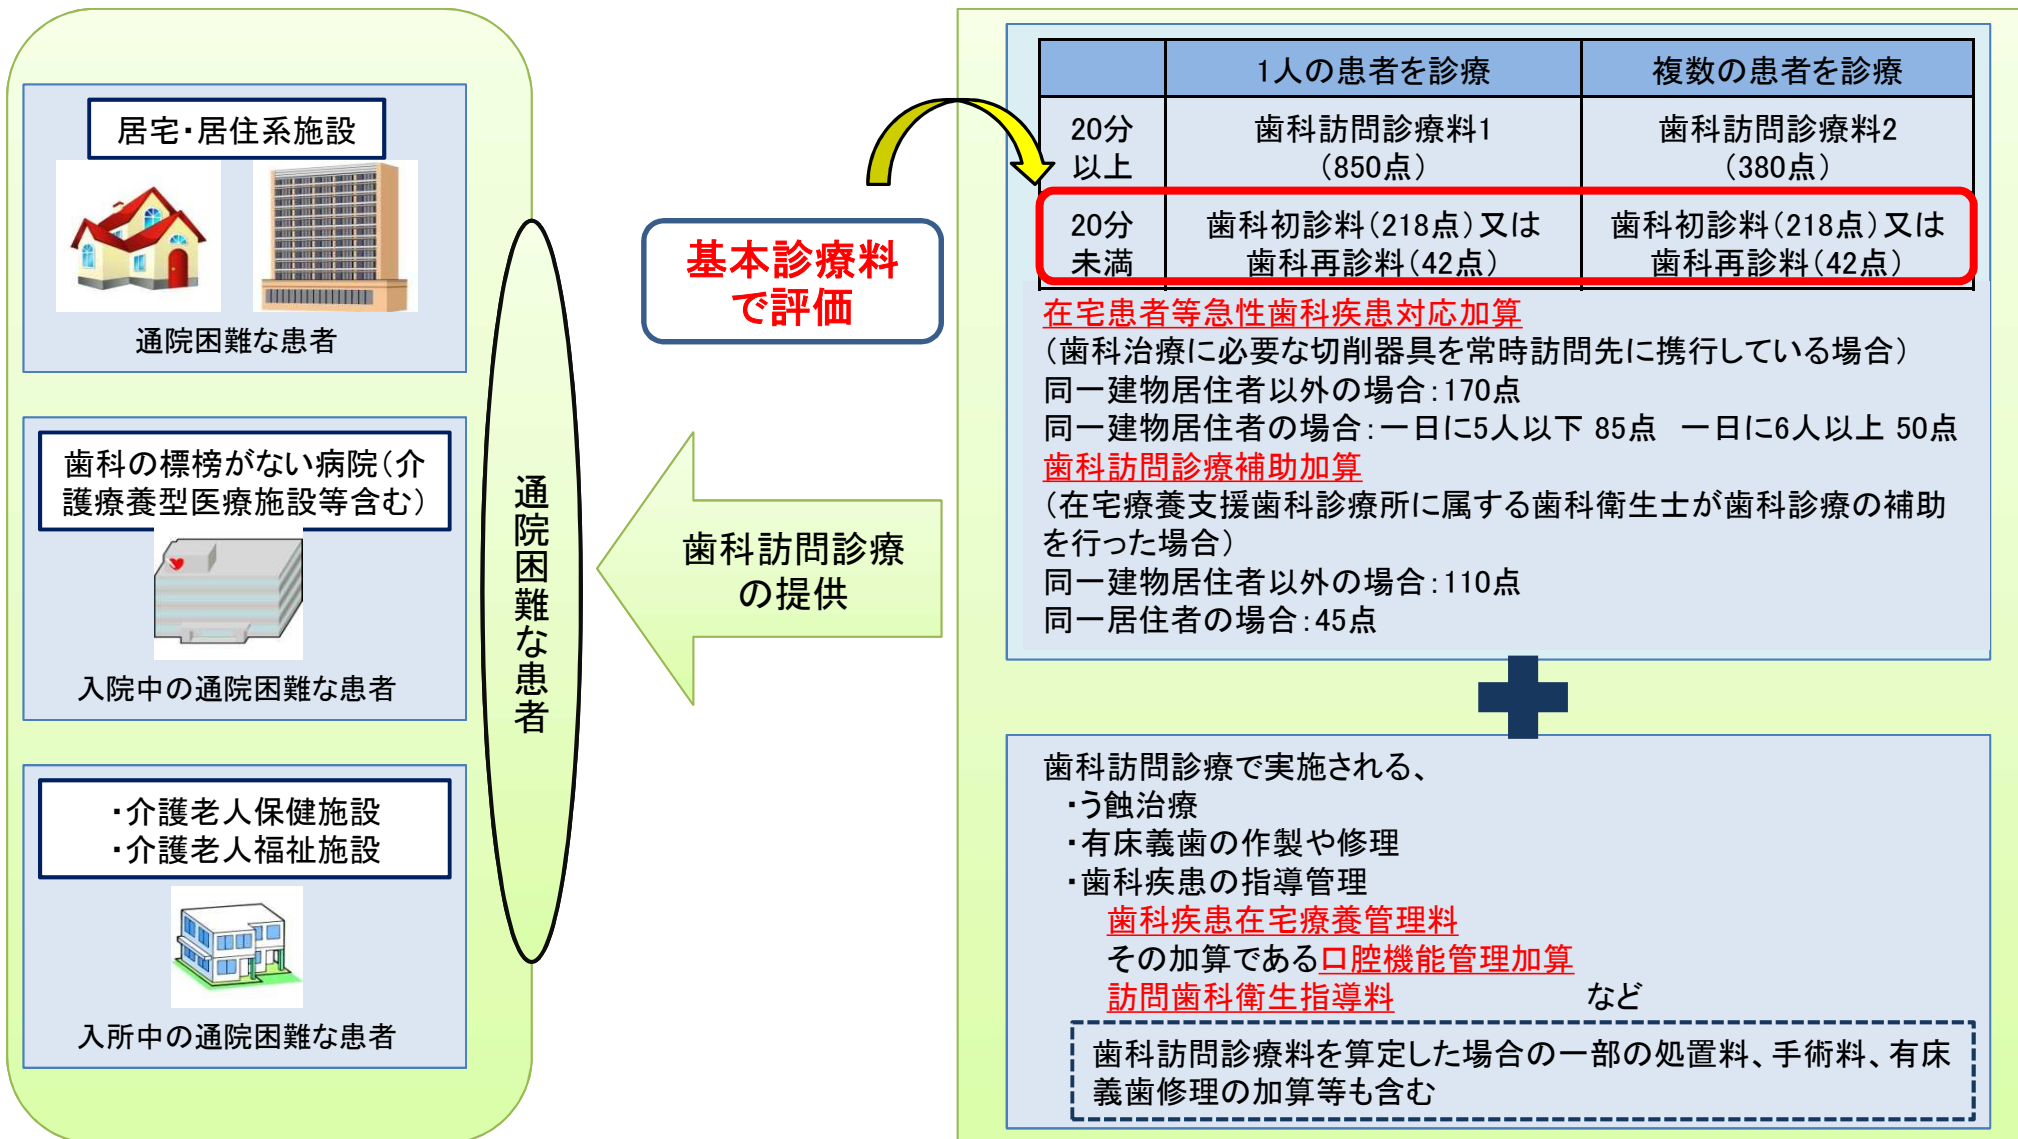 居宅・居住系施設
通院困難な患者
歯科の標榜がない病院（介
護療養型医療施設等含む）
入院中の通院困難な患者
・介護老人保健施設
・介護老人福祉施設
入所中の通院困難な患者
通院困難な患者
基本診療料
で評価
歯科訪問診療
の提供
1人の患者を診療
複数の患者を診療
20分
以上
歯科訪問診療料1
（850点）
歯科訪問診療料2
（380点）
20分
未満
歯科初診料（218点）又は
歯科再診料（42点）
歯科初診料（218点）又は
歯科再診料（42点）
在宅患者等急性歯科疾患対応加算
（歯科治療に必要な切削器具を常時訪問先に携行している場合）
同一建物居住者以外の場合：170点
同一建物居住者の場合：一日に5人以下 85点　一日に6人以上 50点
歯科訪問診療補助加算
（在宅療養支援歯科診療所に属する歯科衛生士が歯科診療の補助
を行った場合）
同一建物居住者以外の場合：110点
同一居住者の場合：45点
歯科訪問診療で実施される、
・う蝕治療
・有床義歯の作製や修理
・歯科疾患の指導管理
歯科疾患在宅療養管理料
その加算である口腔機能管理加算
訪問歯科衛生指導料　など
歯科訪問診療料を算定した場合の一部の処置料、手術料、有床
義歯修理の加算等も含む